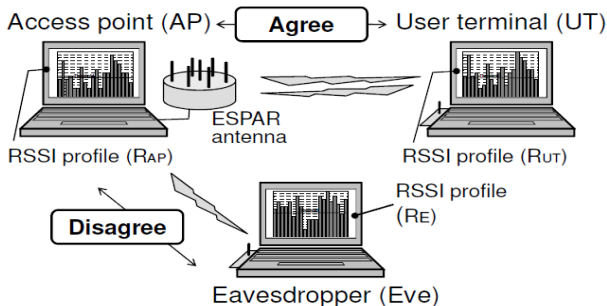 Access point (AP)
Agree
User terminal (UT)
ESPAR
antenna
RSSI profile (RAP)
RSSI profile (RUT)
RSSI profile
(RE)
Disagree
Eavesdropper (Eve)